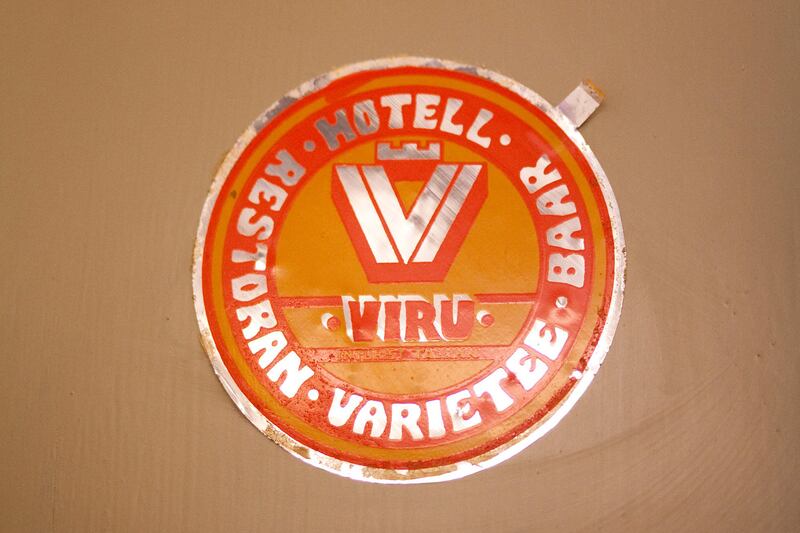 · HOTELL · BAAR · VARIETEE · RESTORAN
V
· VIRU ·